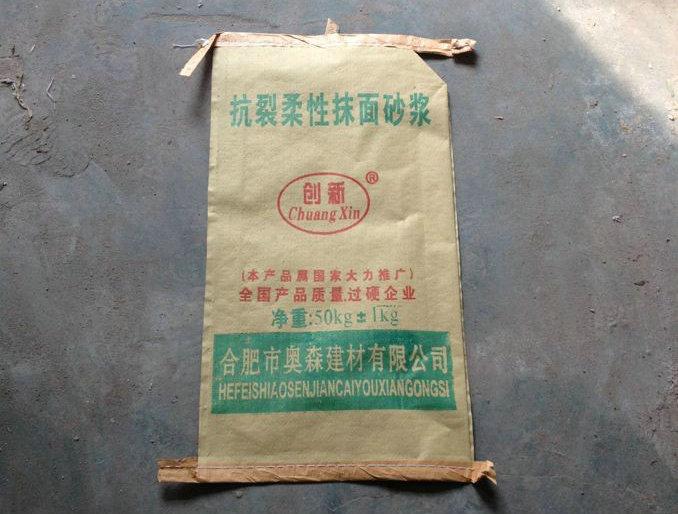 抗裂柔性抹面砂浆
创新®
ChuangXin
(本产品属国家大力推广)
全国产品质量.过硬企业
净重:50kg±1kg
合肥市奥森建材有限公司
HEFEISHIAOSENJIANCAIYOUXIANGONGSI